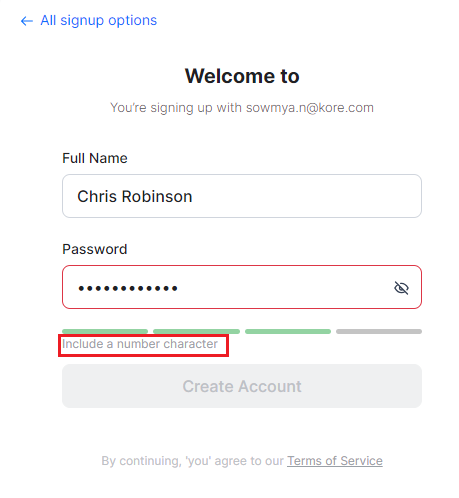 ← All signup options
Welcome to
You're signing up with sowmya.n@kore.com
Full Name
Chris Robinson
Password
••••••••••••
Include a number character
Create Account
By continuing, 'you' agree to our Terms of Service